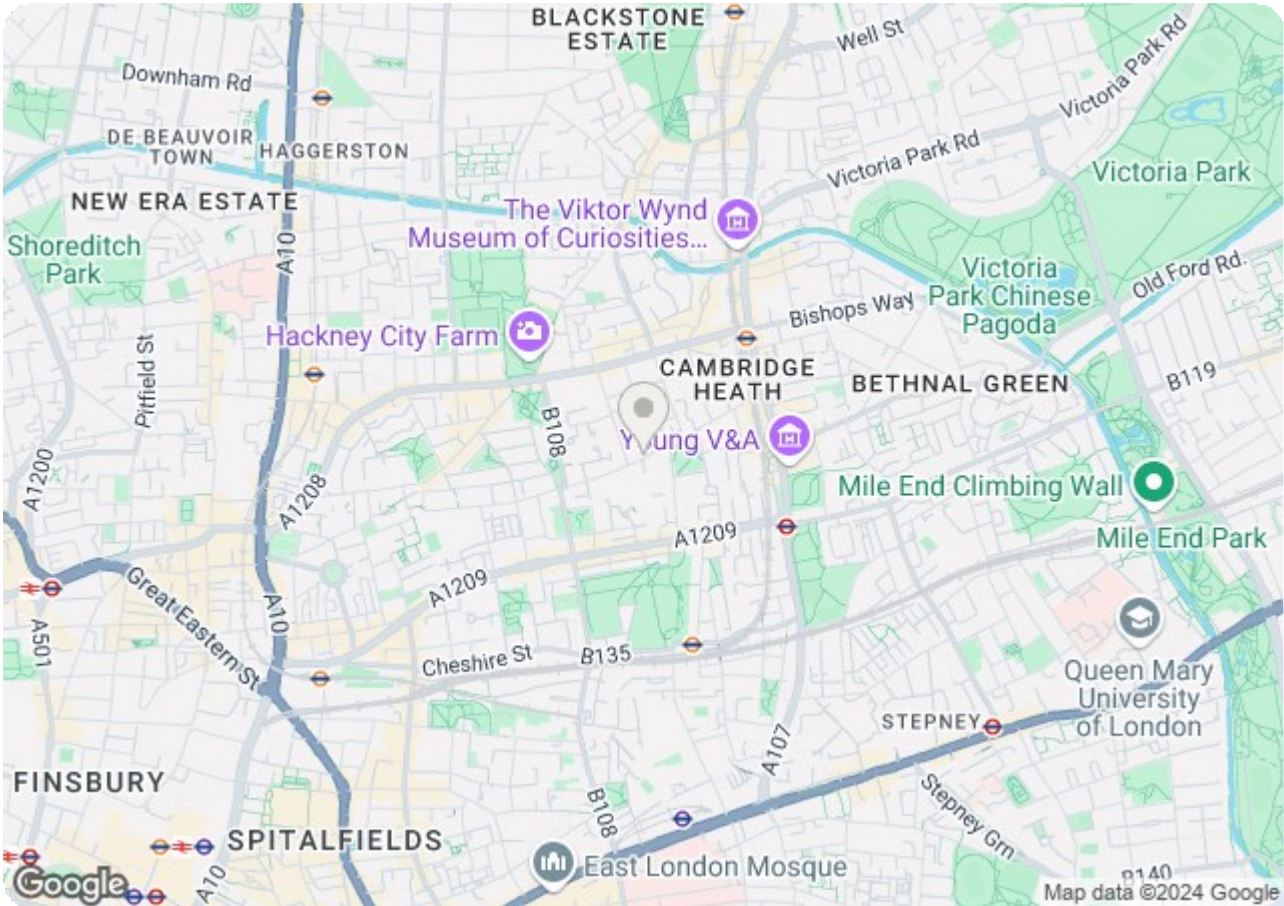 BLACKSTONE
ESTATE
Well St
Downham Rd
Victoria Park Rd
DE BEAUVOIR
TOWN
HAGGERSTON
Victoria Park Rd
Victoria Park
NEW ERA ESTATE
The Viktor Wynd
Museum of Curiosities...
Shoreditch
Park
A10
Victoria
Park Chinese
Pagoda
Old Ford Rd.
Bishops Way
Hackney City Farm
Pitfield St
CAMBRIDGE
HEATH
BETHNAL GREEN
B119
B108
Young V&A
A1200
A1208
Mile End Climbing Wall
A1209
Mile End Park
A1209
Great Eastern St
A10
A501
Cheshire St
B135
Queen Mary
University
of London
STEPNEY
A107
FINSBURY
B108
Stepney Grn
SPITALFIELDS
East London Mosque
A10
B140
Google
Map data ©2024 Google